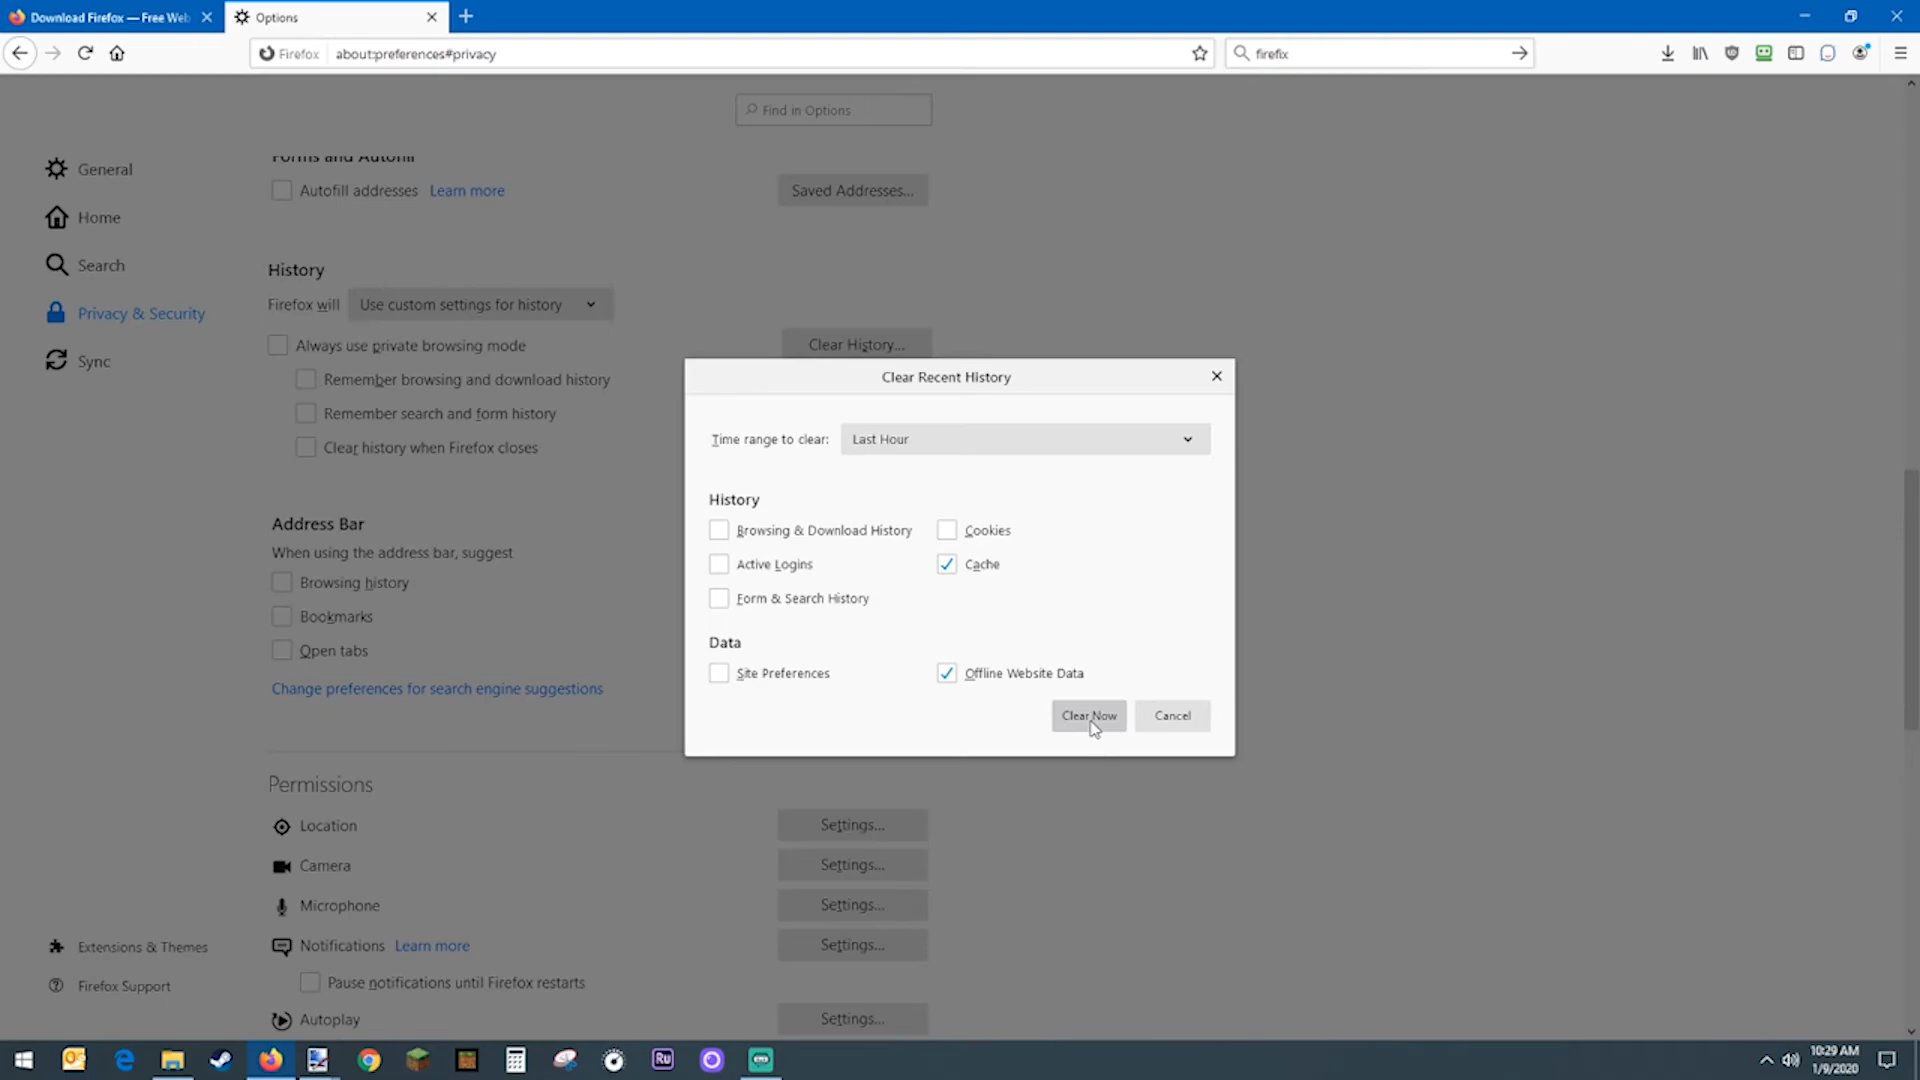 Download Firefox — Free Web
Options
Firefox
about:preferences#privacy
firefix
Find in Options
General
Home
Search
Privacy & Security
Sync
Extensions & Themes
Firefox Support
Forms and Autofill
Autofill addresses Learn more
Saved Addresses...
History
Firefox will Use custom settings for history
Always use private browsing mode
Clear History...
Remember browsing and download history
Remember search and form history
Clear history when Firefox closes
Address Bar
When using the address bar, suggest
Browsing history
Bookmarks
Open tabs
Change preferences for search engine suggestions
Permissions
Location Settings...
Camera Settings...
Microphone Settings...
Notifications Learn more Settings...
Pause notifications until Firefox restarts
Autoplay Settings...
Clear Recent History
Time range to clear: Last Hour
History
Browsing & Download History Cookies
Active Logins Cache
Form & Search History
Data
Site Preferences Offline Website Data
Clear Now Cancel
Ru
10:29 AM
1/9/2020